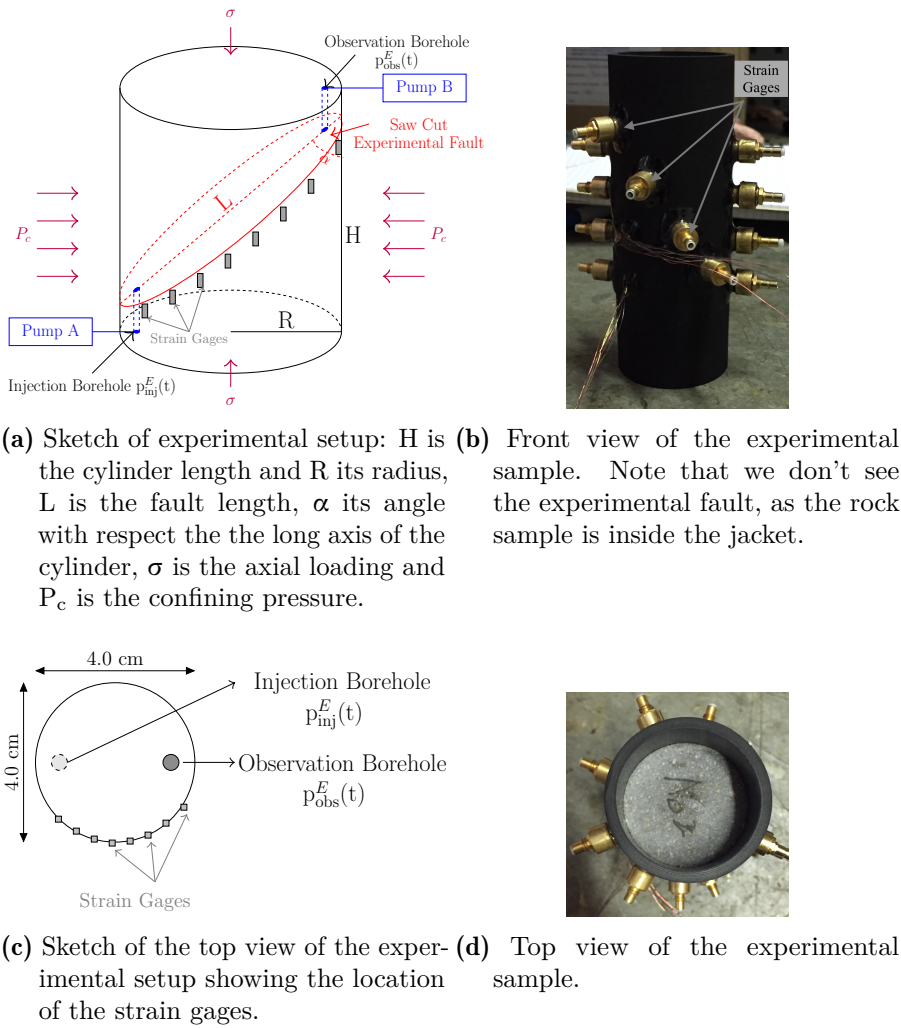 σ
Observation Borehole
p^E_obs(t)
Pump B
Saw Cut
Experimental Fault
α
L
P_c
P_c
H
R
Pump A
Strain Gages
Injection Borehole p^E_inj(t)
σ
Strain
Gages
(a) Sketch of experimental setup: H is
the cylinder length and R its radius,
L is the fault length, α its angle
with respect the the long axis of the
cylinder, σ is the axial loading and
P_c is the confining pressure.
(b) Front view of the experimental
sample. Note that we don't see
the experimental fault, as the rock
sample is inside the jacket.
4.0 cm
4.0 cm
Injection Borehole
p^E_inj(t)
Observation Borehole
p^E_obs(t)
Strain Gages
(c) Sketch of the top view of the exper-
imental setup showing the location
of the strain gages.
(d) Top view of the experimental
sample.